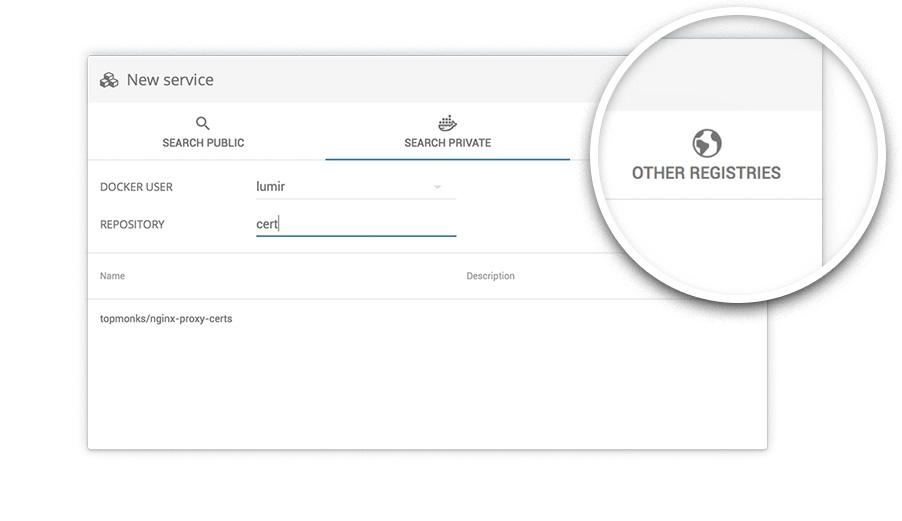 New service
SEARCH PUBLIC
SEARCH PRIVATE
OTHER REGISTRIES
DOCKER USER
lumir
REPOSITORY
cert
Name
Description
topmonks/nginx-proxy-certs